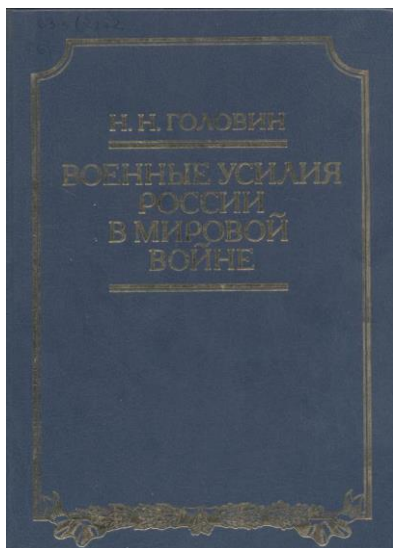 Н. Н. ГОЛОВИН
ВОЕННЫЕ УСИЛИЯ
РОССИИ
В МИРОВОЙ
ВОЙНЕ